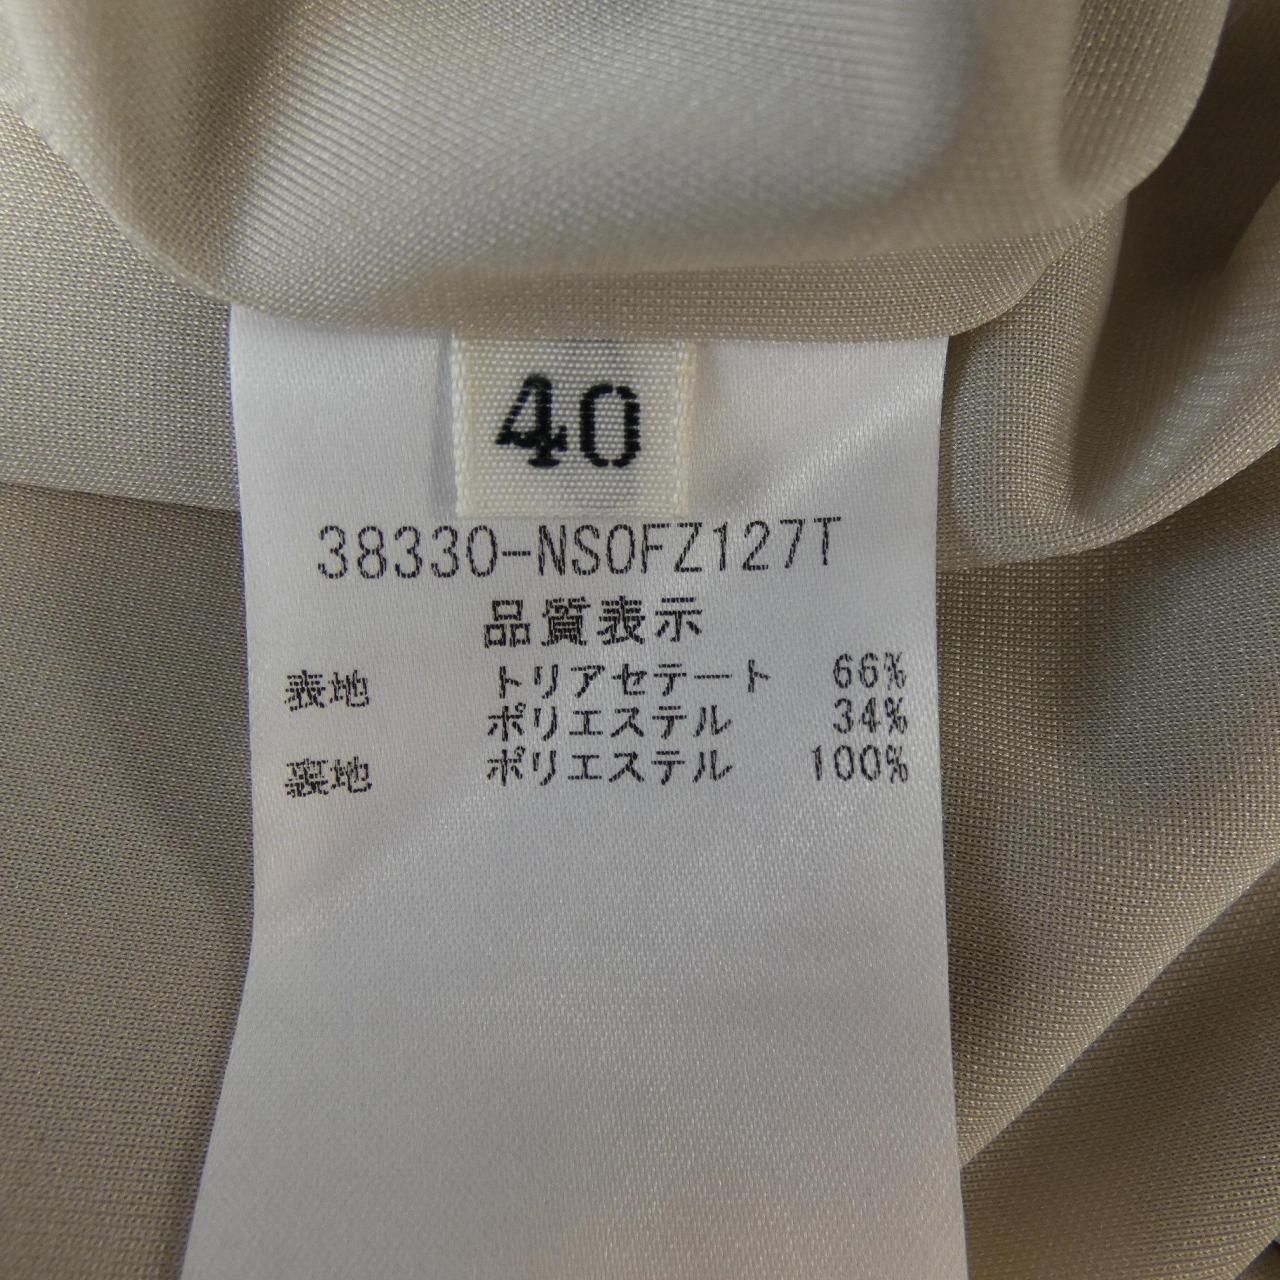 40
38330-NS0FZ127T
品質表示
表地 トリアセテート 66%
ポリエステル 34%
裏地 ポリエステル 100%